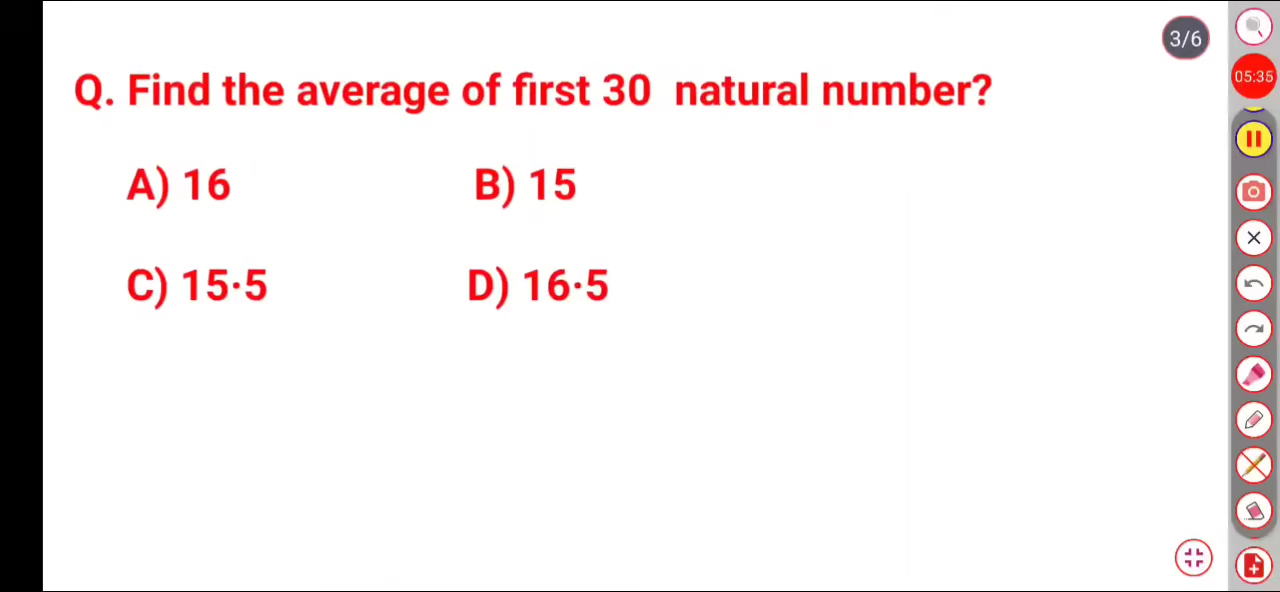 3/6
05:35
Q. Find the average of first 30 natural number?
A) 16 B) 15
C) 15·5 D) 16·5